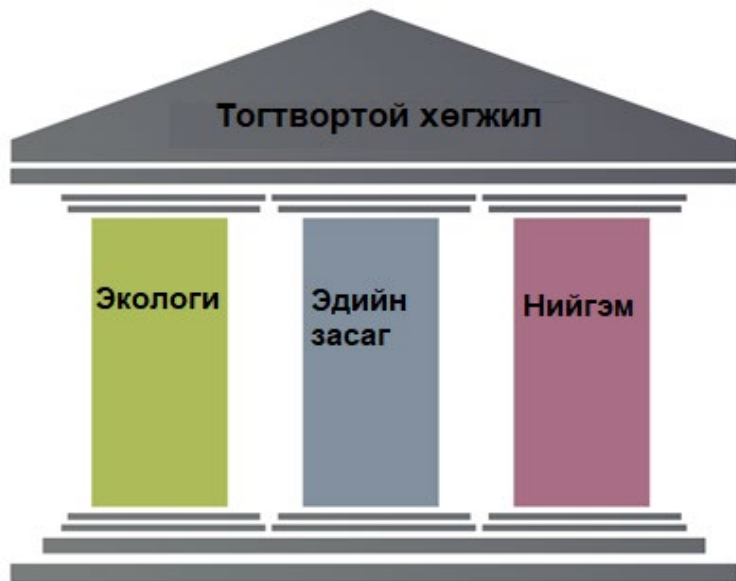 Тогтвортой хөгжил
Экологи
Эдийн
засаг
Нийгэм